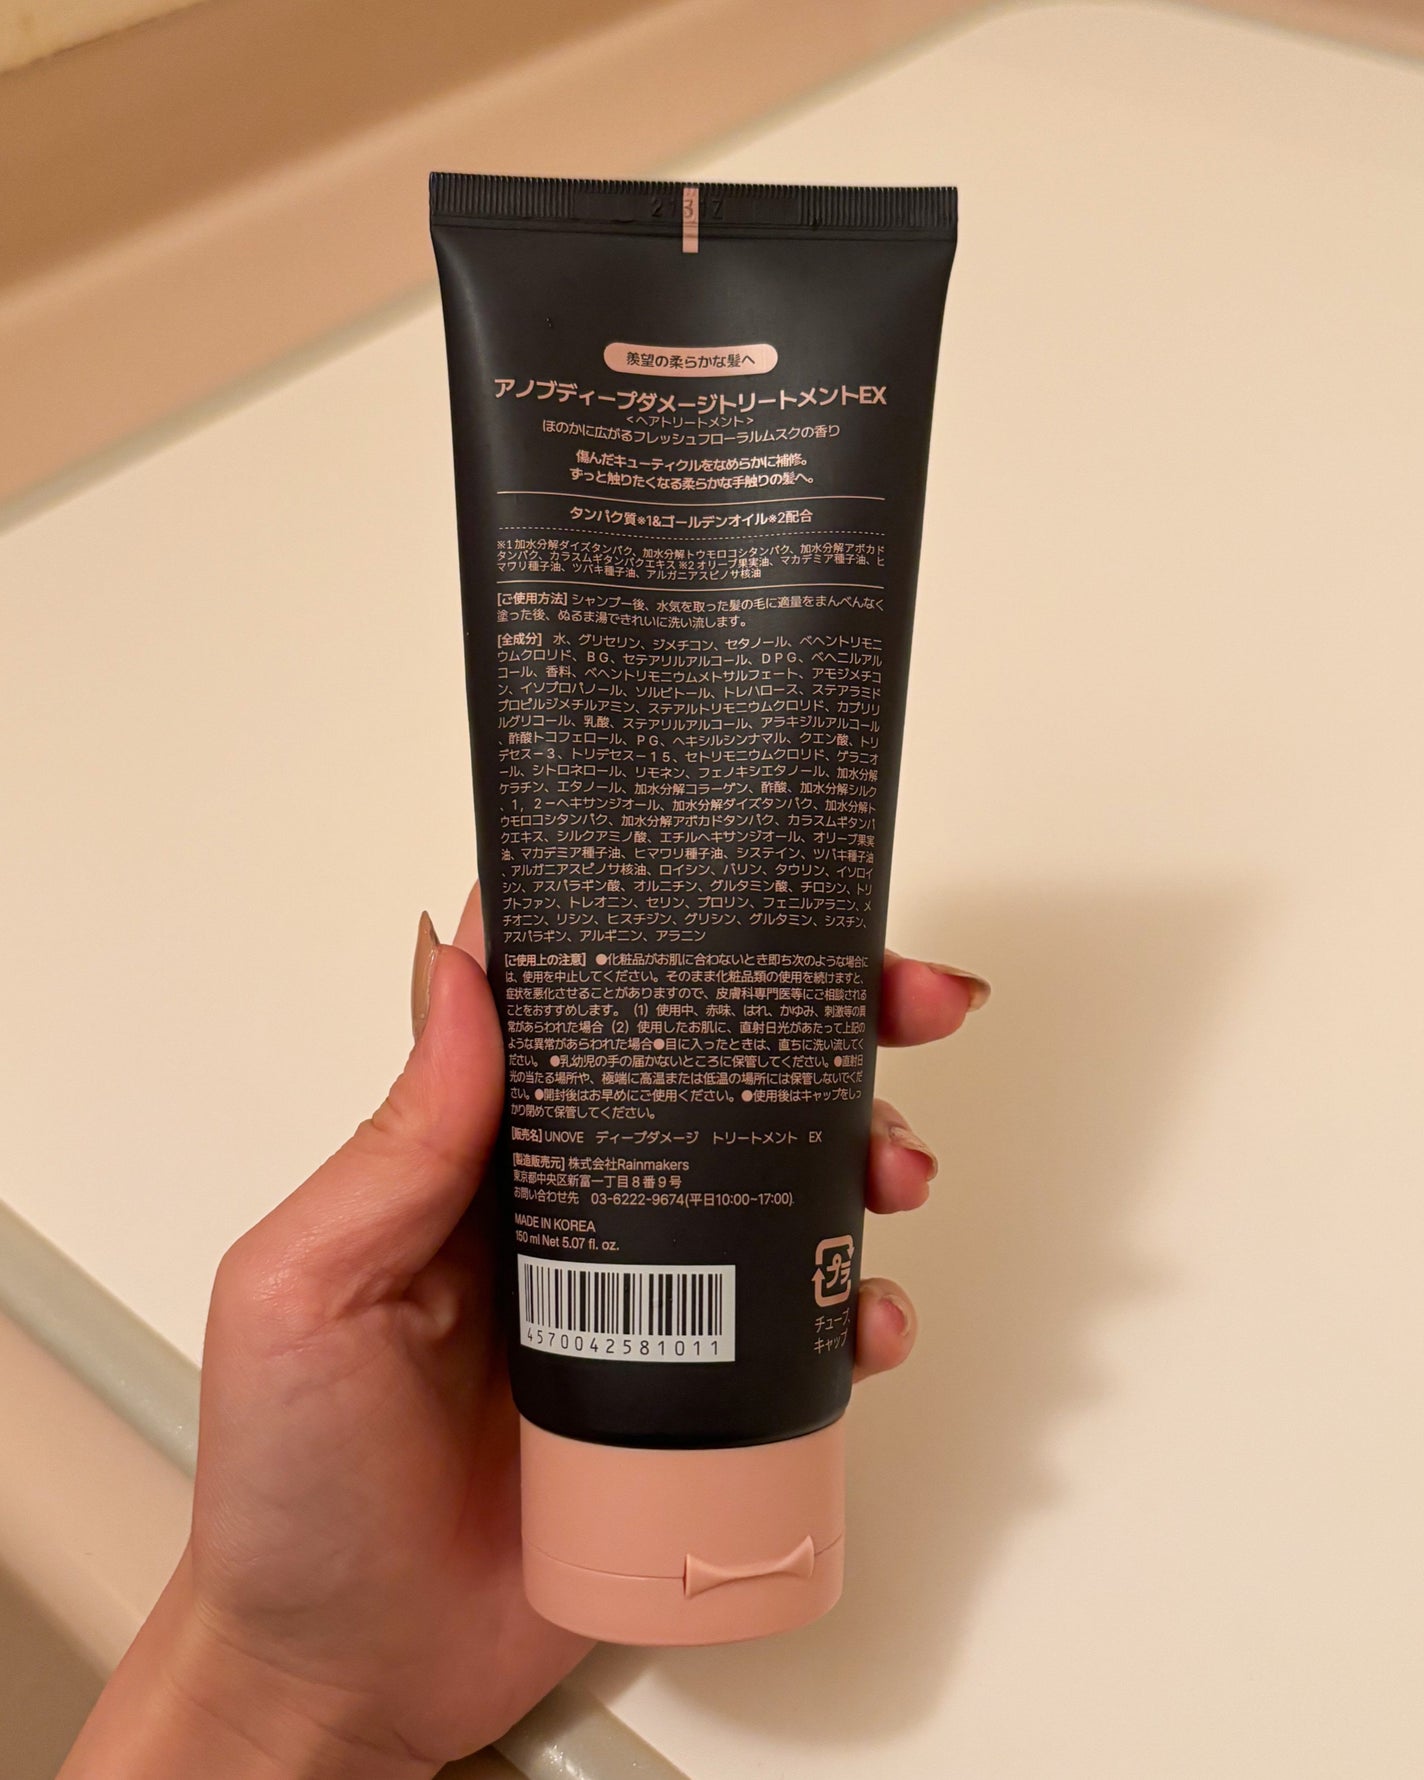 羨望の柔らかな髪へ
アノブディープダメージトリートメントEX
<ヘアトリートメント>
ほのかに広がるフレッシュフローラルムスクの香り
傷んだキューティクルをなめらかに補修。
ずっと触りたくなる柔らかな手触りの髪へ。
タンパク質※1&ゴールデンオイル※2配合
※1 加水分解ダイズタンパク、加水分解トウモロコシタンパク、加水分解アボカド
タンパク、カラスムギタンパクエキス ※2 オリーブ果実油、マカデミア種子油、ヒ
マワリ種子油、ツバキ種子油、アルガニアスピノサ核油
[ご使用方法] シャンプー後、水気を取った髪の毛に適量をまんべんなく
塗った後、ぬるま湯できれいに洗い流します。
[全成分] 水、グリセリン、ジメチコン、セタノール、ベヘントリモニ
ウムクロリド、BG、セテアリルアルコール、DPG、ベヘニルアル
コール、香料、ベヘントリモニウムメトサルフェート、アモジメチコ
ン、イソプロパノール、ソルビトール、トレハロース、ステアラミド
プロピルジメチルアミン、ステアルトリモニウムクロリド、カプリリ
ルグリコール、乳酸、ステアリルアルコール、アラキジルアルコール
、酢酸トコフェロール、PG、ヘキシルシンナマル、クエン酸、トリ
デセス－3、トリデセス－15、セトリモニウムクロリド、ゲラニオ
ール、シトロネロール、リモネン、フェノキシエタノール、加水分解
ケラチン、エタノール、加水分解コラーゲン、酢酸、加水分解シルク
、1，2－ヘキサンジオール、加水分解ダイズタンパク、加水分解ト
ウモロコシタンパク、加水分解アボカドタンパク、カラスムギタンパ
クエキス、シルクアミノ酸、エチルヘキサンジオール、オリーブ果実
油、マカデミア種子油、ヒマワリ種子油、システイン、ツバキ種子油
、アルガニアスピノサ核油、ロイシン、バリン、タウリン、イソロイ
シン、アスパラギン酸、オルニチン、グルタミン酸、チロシン、トリ
プトファン、トレオニン、セリン、プロリン、フェニルアラニン、メ
チオニン、リシン、ヒスチジン、グリシン、グルタミン、シスチン、
アスパラギン、アルギニン、アラニン
[ご使用上の注意] ●化粧品がお肌に合わないとき即ち次のような場合に
は、使用を中止してください。そのまま化粧品類の使用を続けますと、
症状を悪化させることがありますので、皮膚科専門医等にご相談される
ことをおすすめします。 (1) 使用中、赤味、はれ、かゆみ、刺激等の異
常があらわれた場合 (2) 使用したお肌に、直射日光があたって上記の
ような異常があらわれた場合●目に入ったときは、直ちに洗い流してく
ださい。 ●乳幼児の手の届かないところに保管してください。●直射日
光の当たる場所や、極端に高温または低温の場所には保管しないでくだ
さい。●開封後はお早めにご使用ください。●使用後はキャップをしっ
かり閉めて保管してください。
[販売名] UNOVE ディープダメージ トリートメント EX
[製造販売元] 株式会社Rainmakers
東京都中央区新富一丁目8番9号
お問い合わせ先 03-6222-9674(平日10:00~17:00)
MADE IN KOREA
150 ml Net 5.07 fl. oz.
4570042581011
プラ
チューブ、
キャップ